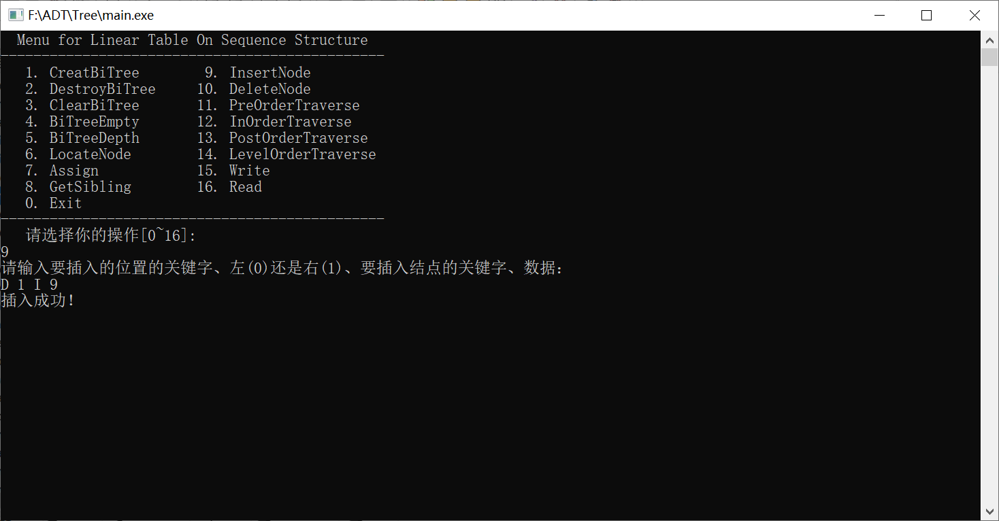 F:\ADT\Tree\main.exe
Menu for Linear Table On Sequence Structure
-----------------------------------------------
1. CreatBiTree 9. InsertNode
2. DestroyBiTree 10. DeleteNode
3. ClearBiTree 11. PreOrderTraverse
4. BiTreeEmpty 12. InOrderTraverse
5. BiTreeDepth 13. PostOrderTraverse
6. LocateNode 14. LevelOrderTraverse
7. Assign 15. Write
8. GetSibling 16. Read
0. Exit
-----------------------------------------------
请选择你的操作[0~16]:
9
请输入要插入的位置的关键字、左(0)还是右(1)、要插入结点的关键字、数据:
D 1 I 9
插入成功!